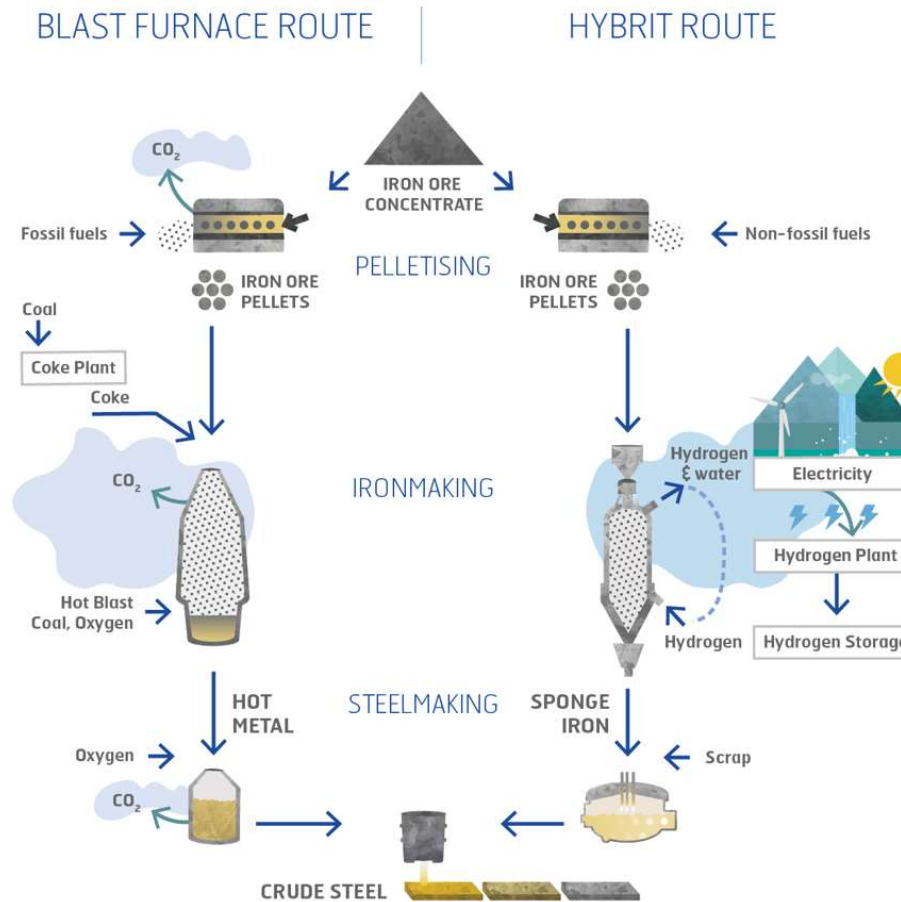 BLAST FURNACE ROUTE
HYBRIT ROUTE
CO₂
IRON ORE
CONCENTRATE
Fossil fuels
Non-fossil fuels
PELLETISING
IRON ORE
PELLETS
IRON ORE
PELLETS
Coal
Coke Plant
Coke
CO₂
IRONMAKING
Hydrogen
& water
Electricity
Hydrogen Plant
Hot Blast
Coal, Oxygen
Hydrogen
Hydrogen Storage
HOT
METAL
STEELMAKING
SPONGE
IRON
Oxygen
Scrap
CO₂
CRUDE STEEL